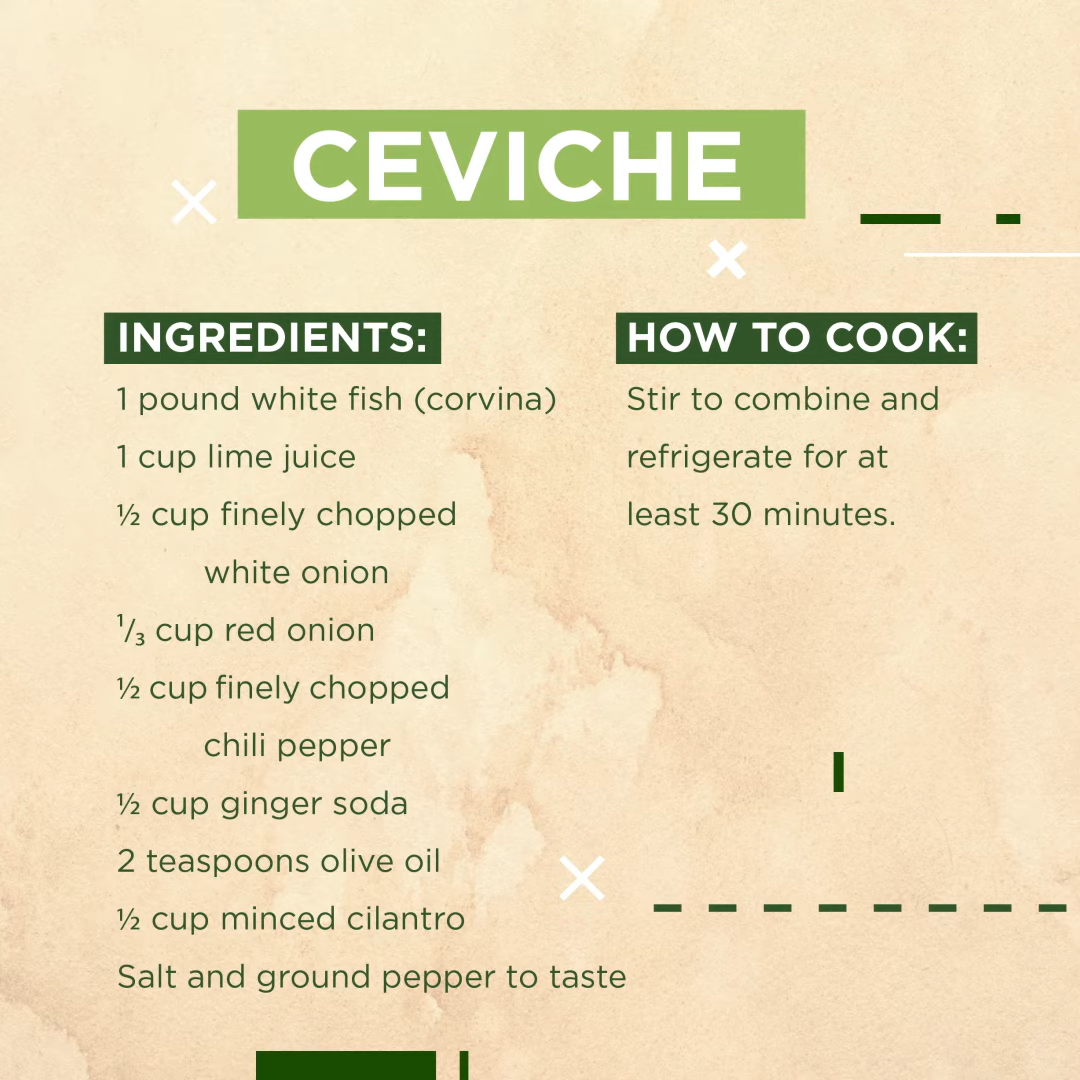 CEVICHE
INGREDIENTS:
1 pound white fish (corvina)
1 cup lime juice
½ cup finely chopped
white onion
¹/₃ cup red onion
½ cup finely chopped
chili pepper
½ cup ginger soda
2 teaspoons olive oil
½ cup minced cilantro
Salt and ground pepper to taste
HOW TO COOK:
Stir to combine and
refrigerate for at
least 30 minutes.